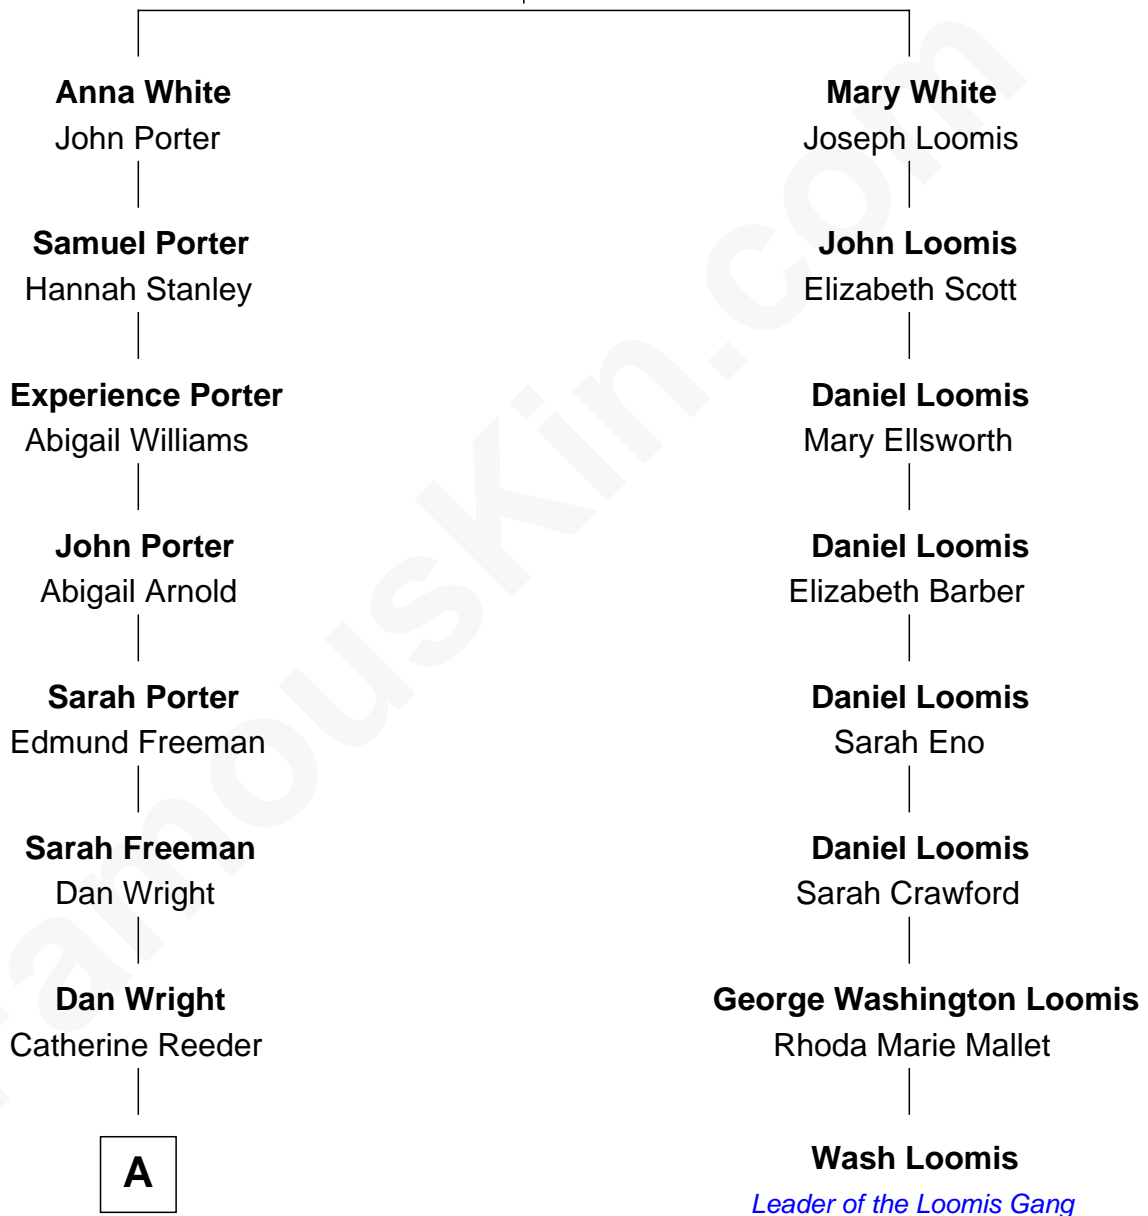 Anna White
John Porter
Samuel Porter
Hannah Stanley
Experience Porter
Abigail Williams
John Porter
Abigail Arnold
Sarah Porter
Edmund Freeman
Sarah Freeman
Dan Wright
Dan Wright
Catherine Reeder
A
Mary White
Joseph Loomis
John Loomis
Elizabeth Scott
Daniel Loomis
Mary Ellsworth
Daniel Loomis
Elizabeth Barber
Daniel Loomis
Sarah Eno
Daniel Loomis
Sarah Crawford
George Washington Loomis
Rhoda Marie Mallet
Wash Loomis
Leader of the Loomis Gang
FamousKin.com